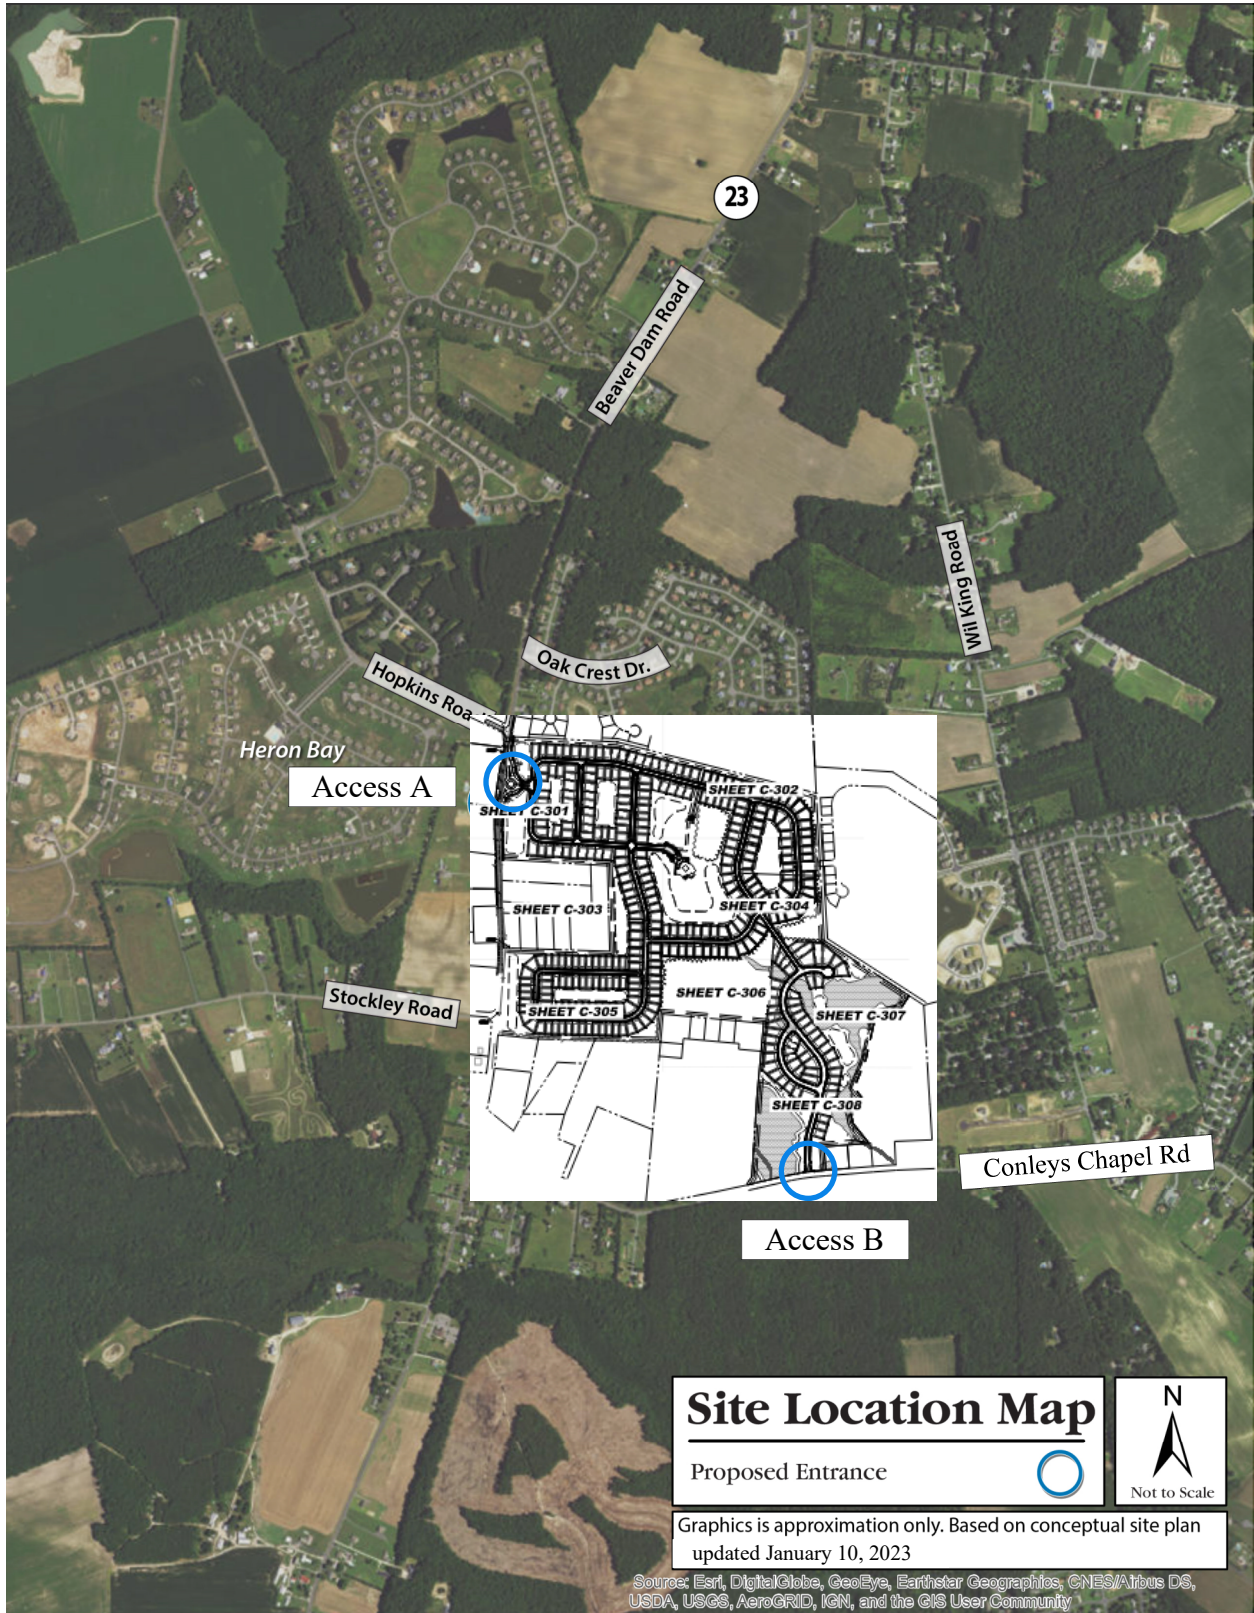 23
Beaver Dam Road
Wil King Road
Oak Crest Dr.
Hopkins Roa
Heron Bay
Access A
SHEET C-301
SHEET C-302
SHEET C-303
SHEET C-304
SHEET C-306
SHEET C-305
SHEET C-307
Stockley Road
SHEET C-308
Conleys Chapel Rd
Access B
Site Location Map
Proposed Entrance
N
Not to Scale
Graphics is approximation only. Based on conceptual site plan
updated January 10, 2023
Source: Esri, DigitalGlobe, GeoEye, Earthstar Geographics, CNES/Airbus DS,
USDA, USGS, AeroGRID, IGN, and the GIS User Community